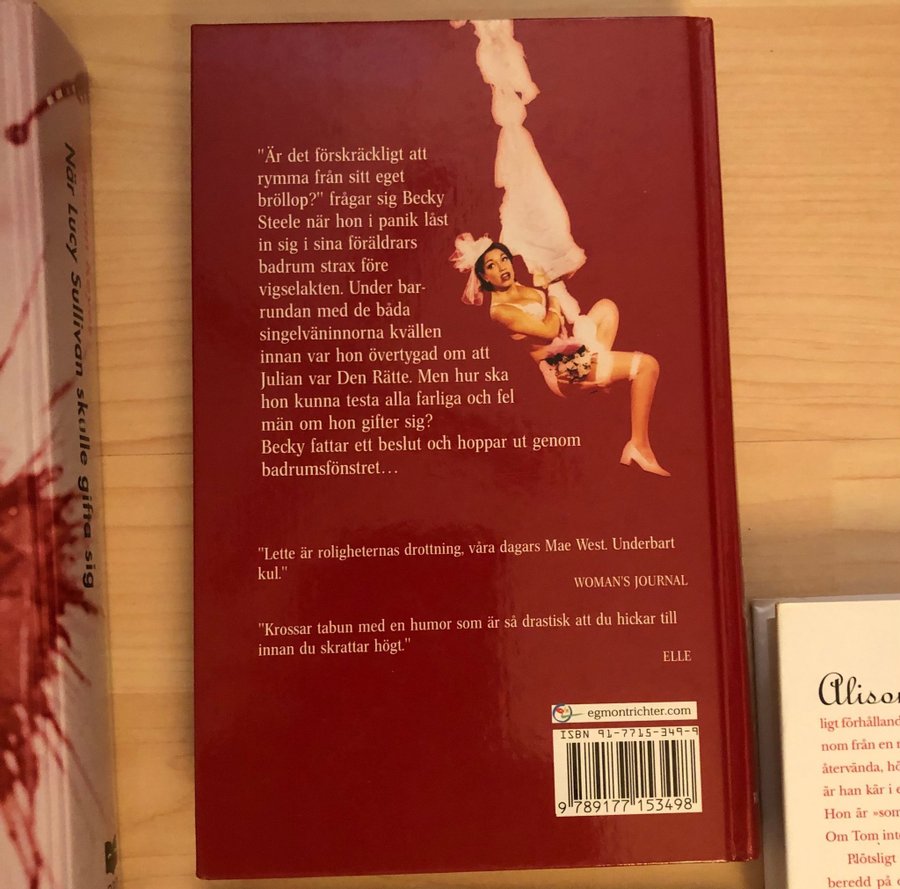 När Lucy Sullivan skulle gifta sig
"Är det förskräckligt att
rymma från sitt eget
bröllop?" frågar sig Becky
Steele när hon i panik låst
in sig i sina föräldrars
badrum strax före
vigselakten. Under bar-
rundan med de båda
singelväninnorna kvällen
innan var hon övertygad om att
Julian var Den Rätte. Men hur ska
hon kunna testa alla farliga och fel
män om hon gifter sig?
Becky fattar ett beslut och hoppar ut genom
badrumsfönstret...
"Lette är roligheternas drottning, våra dagars Mae West. Underbart
kul."
WOMAN'S JOURNAL
"Krossar tabun med en humor som är så drastisk att du hickar till
innan du skrattar högt."
ELLE
egmontrichter.com
ISBN 91-7715-349-9
9 789177 153498
Alison
ligt förhålland
nom från en
återvända, hö
är han kär i e
Hon är »som
Om Tom inte
Plötsligt
beredd på